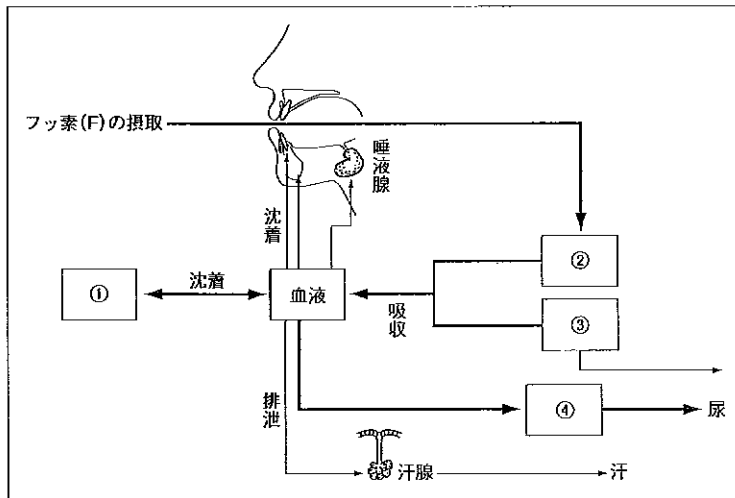 フッ素(F)の摂取
唾液腺
沈着
①
沈着
血液
吸収
②
③
排泄
④
尿
汗腺
汗